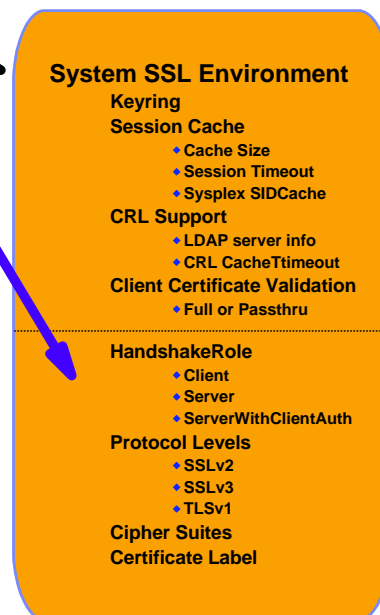 System SSL Environment
Keyring
Session Cache
Cache Size
Session Timeout
Sysplex SIDCache
CRL Support
LDAP server info
CRL CacheTtimeout
Client Certificate Validation
Full or Passthru
HandshakeRole
Client
Server
ServerWithClientAuth
Protocol Levels
SSLv2
SSLv3
TLSv1
Cipher Suites
Certificate Label